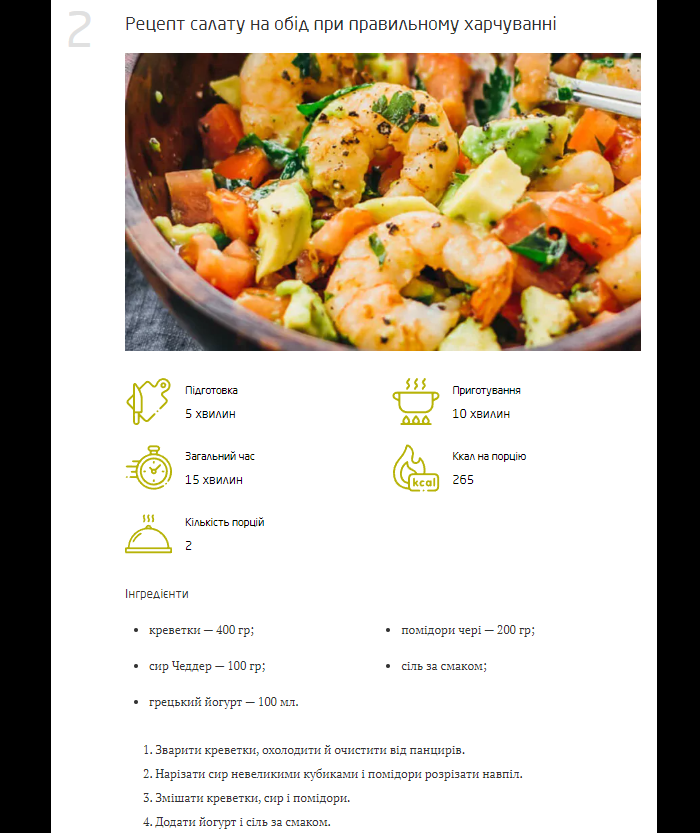 2
Рецепт салату на обід при правильному харчуванні
Підготовка
5 хвилин
Приготування
10 хвилин
Загальний час
15 хвилин
Ккал на порцію
kcal
265
Кількість порцій
2
Інгредієнти
• креветки — 400 гр;
• помідори чері — 200 гр;
• сир Чеддер — 100 гр;
• сіль за смаком;
• грецький йогурт — 100 мл.
1. Зварити креветки, охолодити й очистити від панцирів.
2. Нарізати сир невеликими кубиками і помідори розрізати навпіл.
3. Змішати креветки, сир і помідори.
4. Додати йогурт і сіль за смаком.